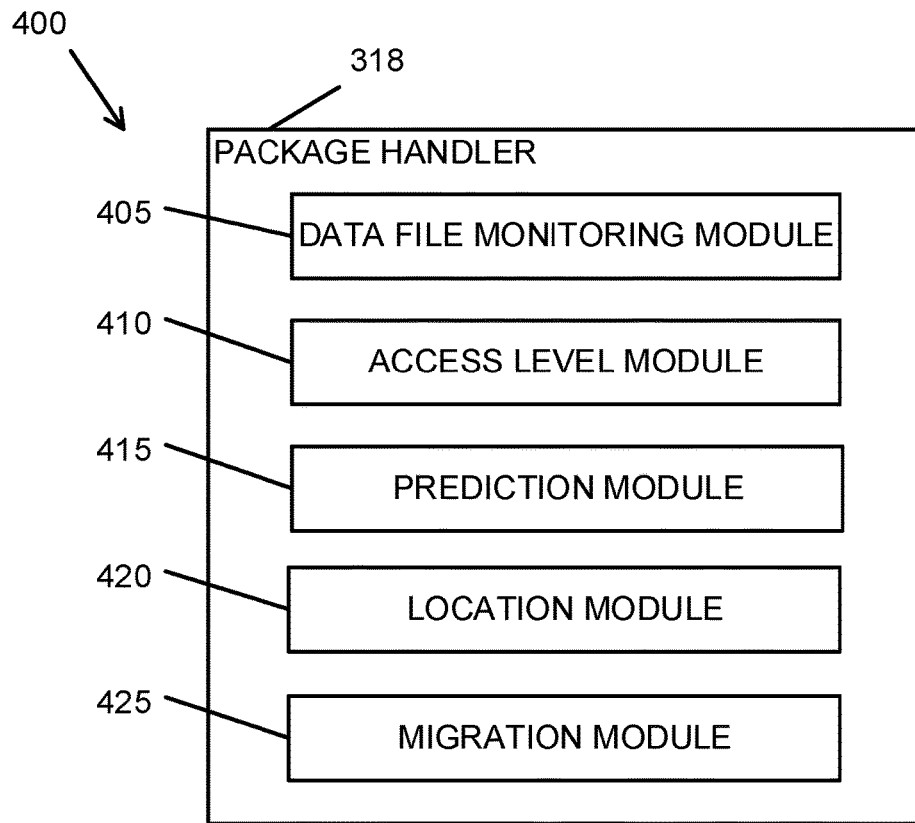 400
318
PACKAGE HANDLER
405
DATA FILE MONITORING MODULE
410
ACCESS LEVEL MODULE
415
PREDICTION MODULE
420
LOCATION MODULE
425
MIGRATION MODULE